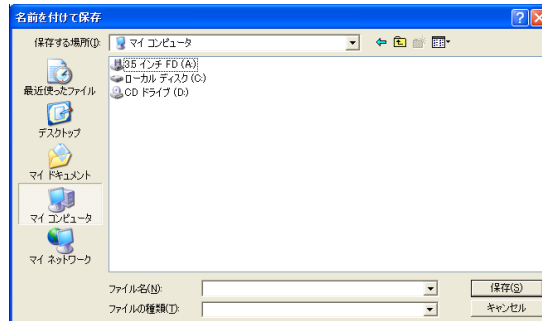 名前を付けて保存
保存する場所(I):
マイ コンピュータ
3.5 インチ FD (A:)
ローカル ディスク (C:)
CD ドライブ (D:)
最近使ったファイル
デスクトップ
マイ ドキュメント
マイ コンピュータ
マイ ネットワーク
ファイル名(N):
保存(S)
ファイルの種類(T):
キャンセル